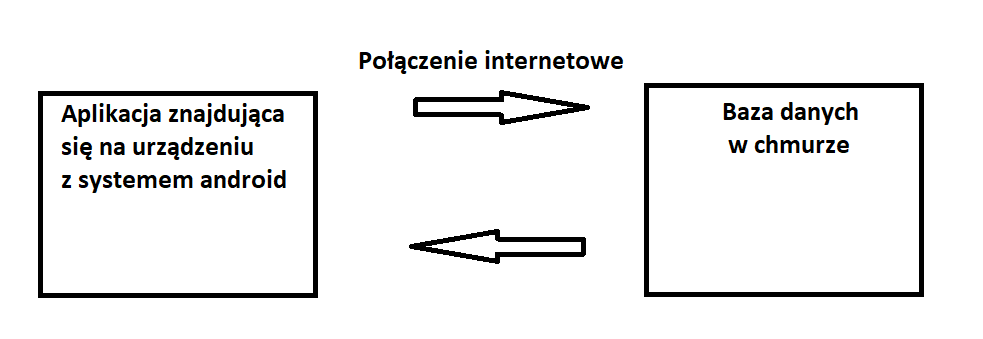 Połączenie internetowe
Aplikacja znajdująca
się na urządzeniu
z systemem android
Baza danych
w chmurze